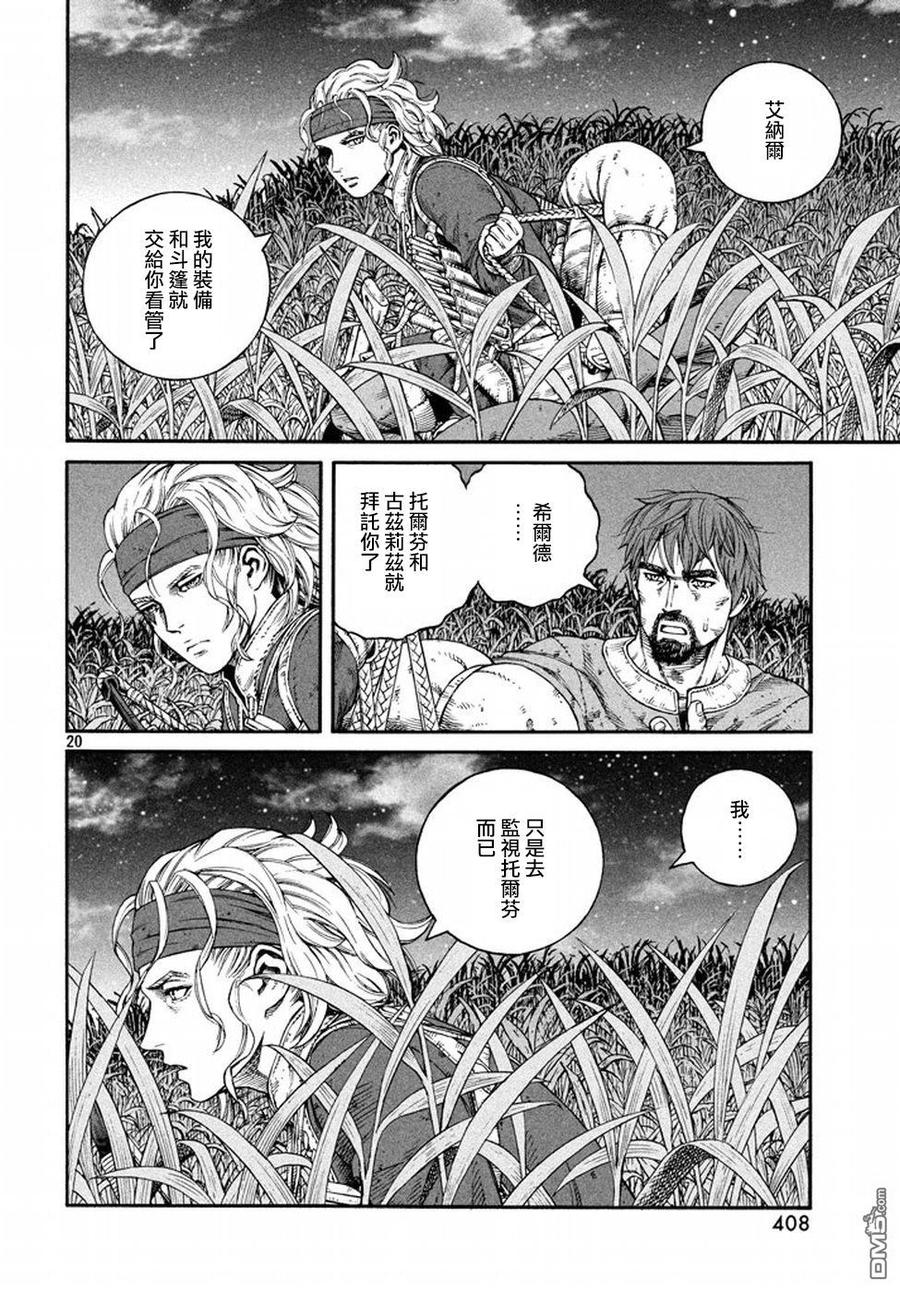 艾納爾
我的裝備
和斗篷就
交給你看管了
希爾德
……
托爾芬和
古茲莉茲就
拜託你了
20
我……
只是去
監視托爾芬
而已
408
DM5.com